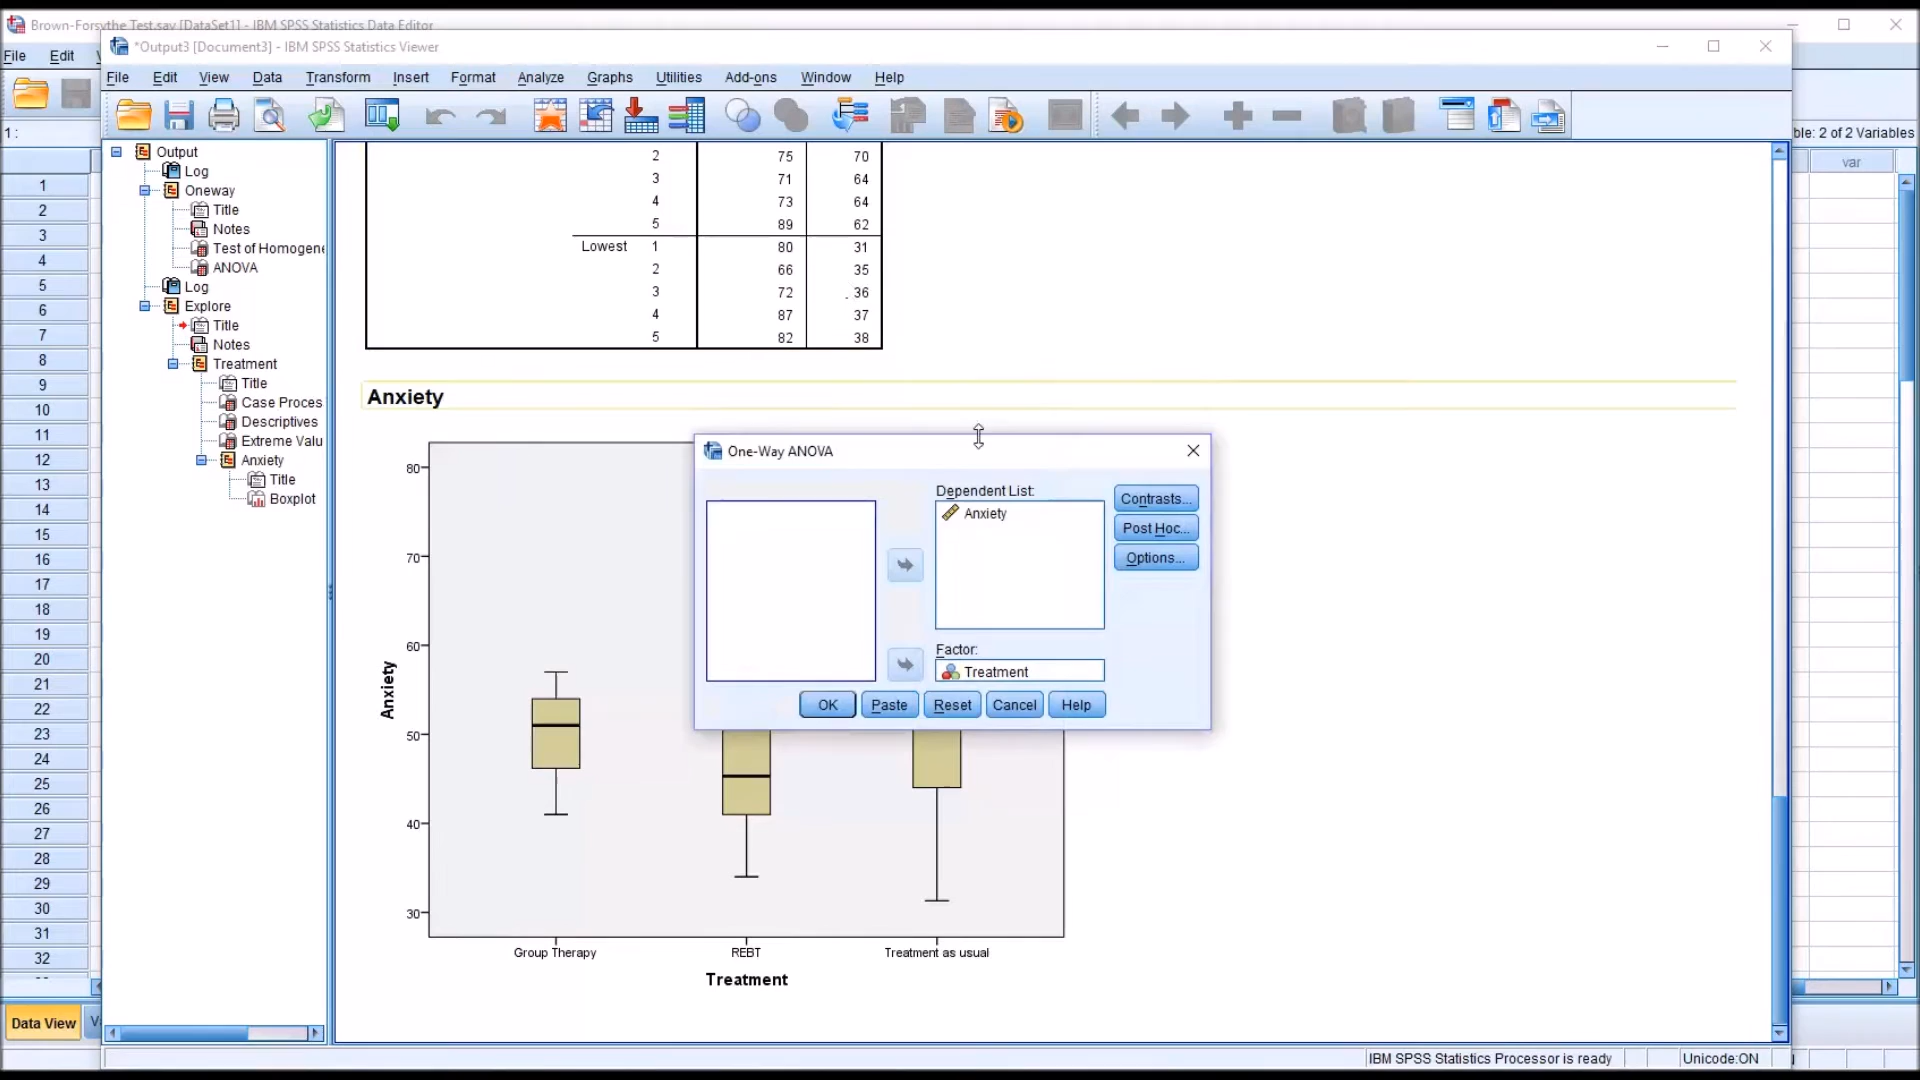 Brown-Forsythe Test.sav [DataSet1] - IBM SPSS Statistics Data Editor
File Edit
1 :
ble: 2 of 2 Variables
var
1
2
3
4
5
6
7
8
9
10
11
12
13
14
15
16
17
18
19
20
21
22
23
24
25
26
27
28
29
30
31
32
Data View
*Output3 [Document3] - IBM SPSS Statistics Viewer
File Edit View Data Transform Insert Format Analyze Graphs Utilities Add-ons Window Help
Output
Log
Oneway
Title
Notes
Test of Homogene
ANOVA
Log
Explore
Title
Notes
Treatment
Title
Case Proces
Descriptives
Extreme Valu
Anxiety
Title
Boxplot
2 75 70
3 71 64
4 73 64
5 89 62
Lowest 1 80 31
2 66 35
3 72 36
4 87 37
5 82 38
Anxiety
80
70
60
50
40
30
Anxiety
Group Therapy REBT Treatment as usual
Treatment
One-Way ANOVA
Dependent List:
Anxiety
Contrasts...
Post Hoc...
Options...
Factor:
Treatment
OK Paste Reset Cancel Help
IBM SPSS Statistics Processor is ready Unicode:ON